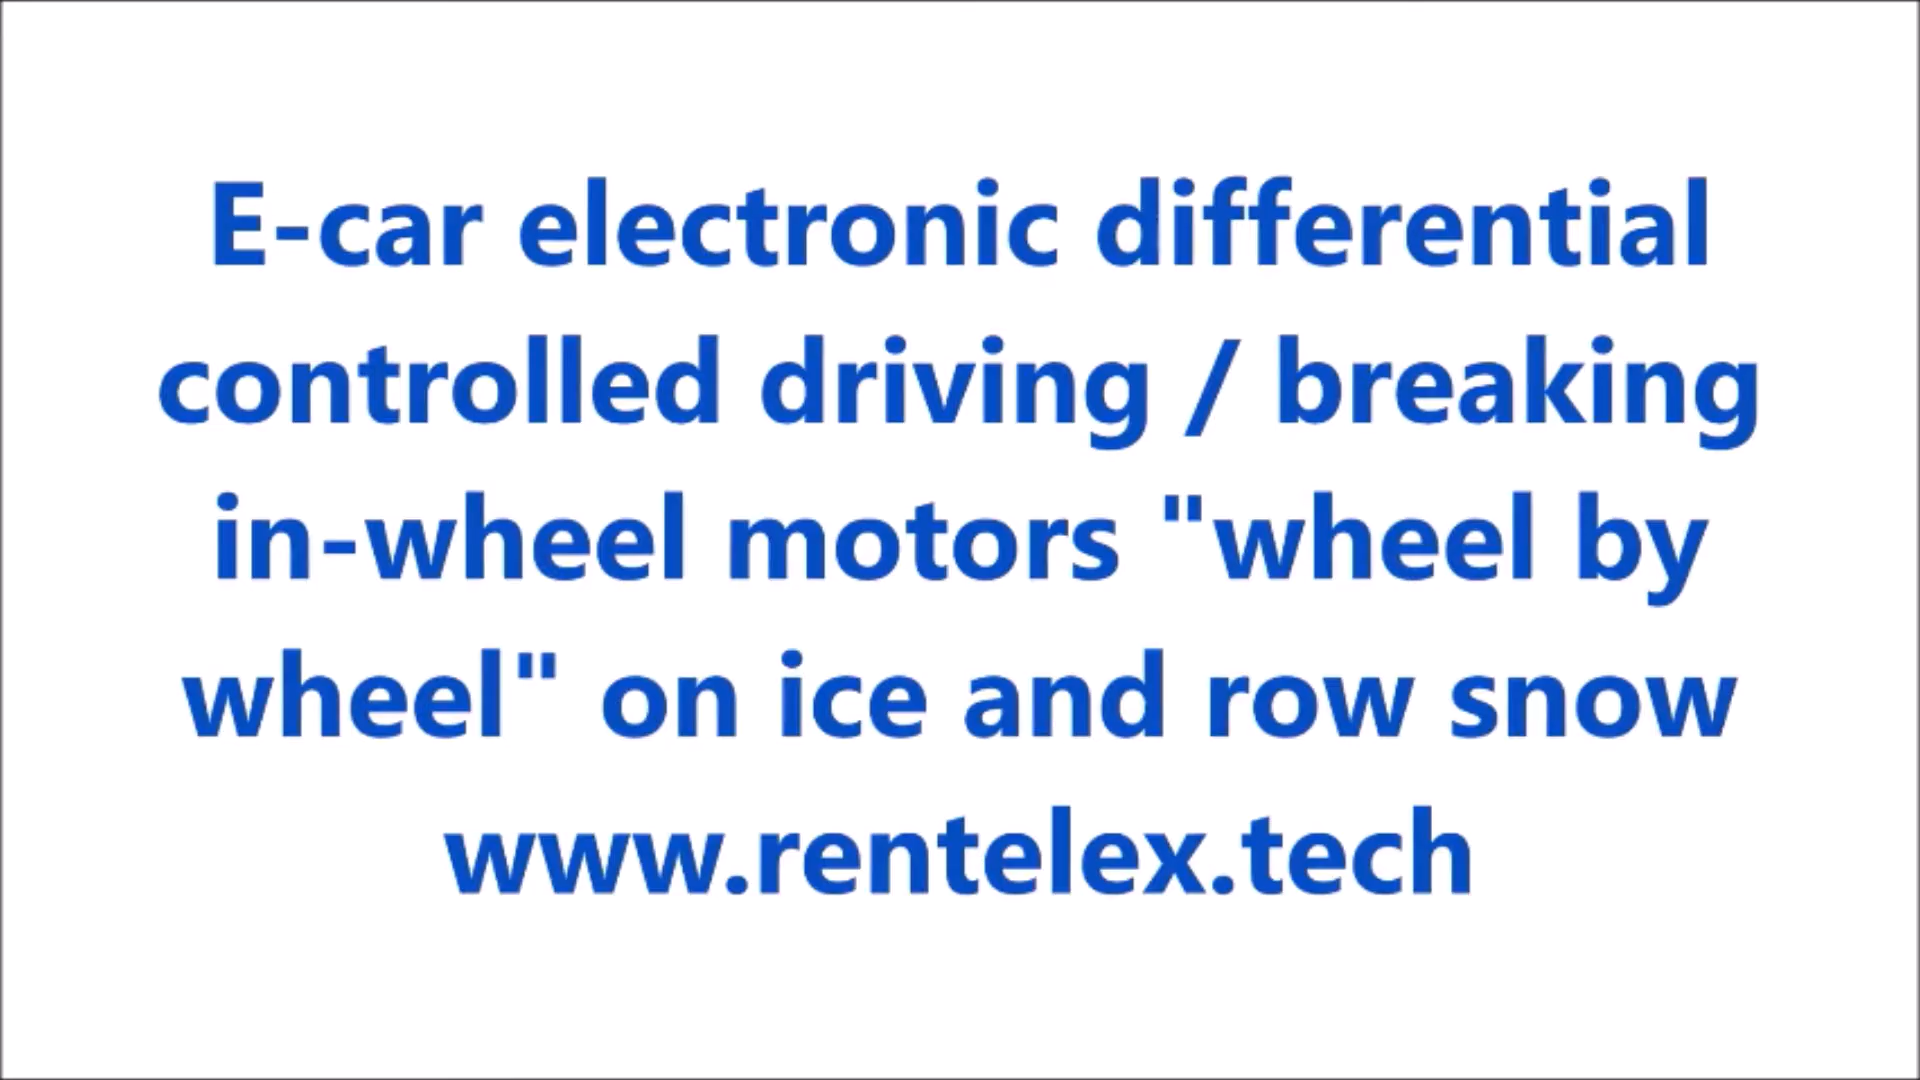 E-car electronic differential
controlled driving / breaking
in-wheel motors "wheel by
wheel" on ice and row snow
www.rentelex.tech